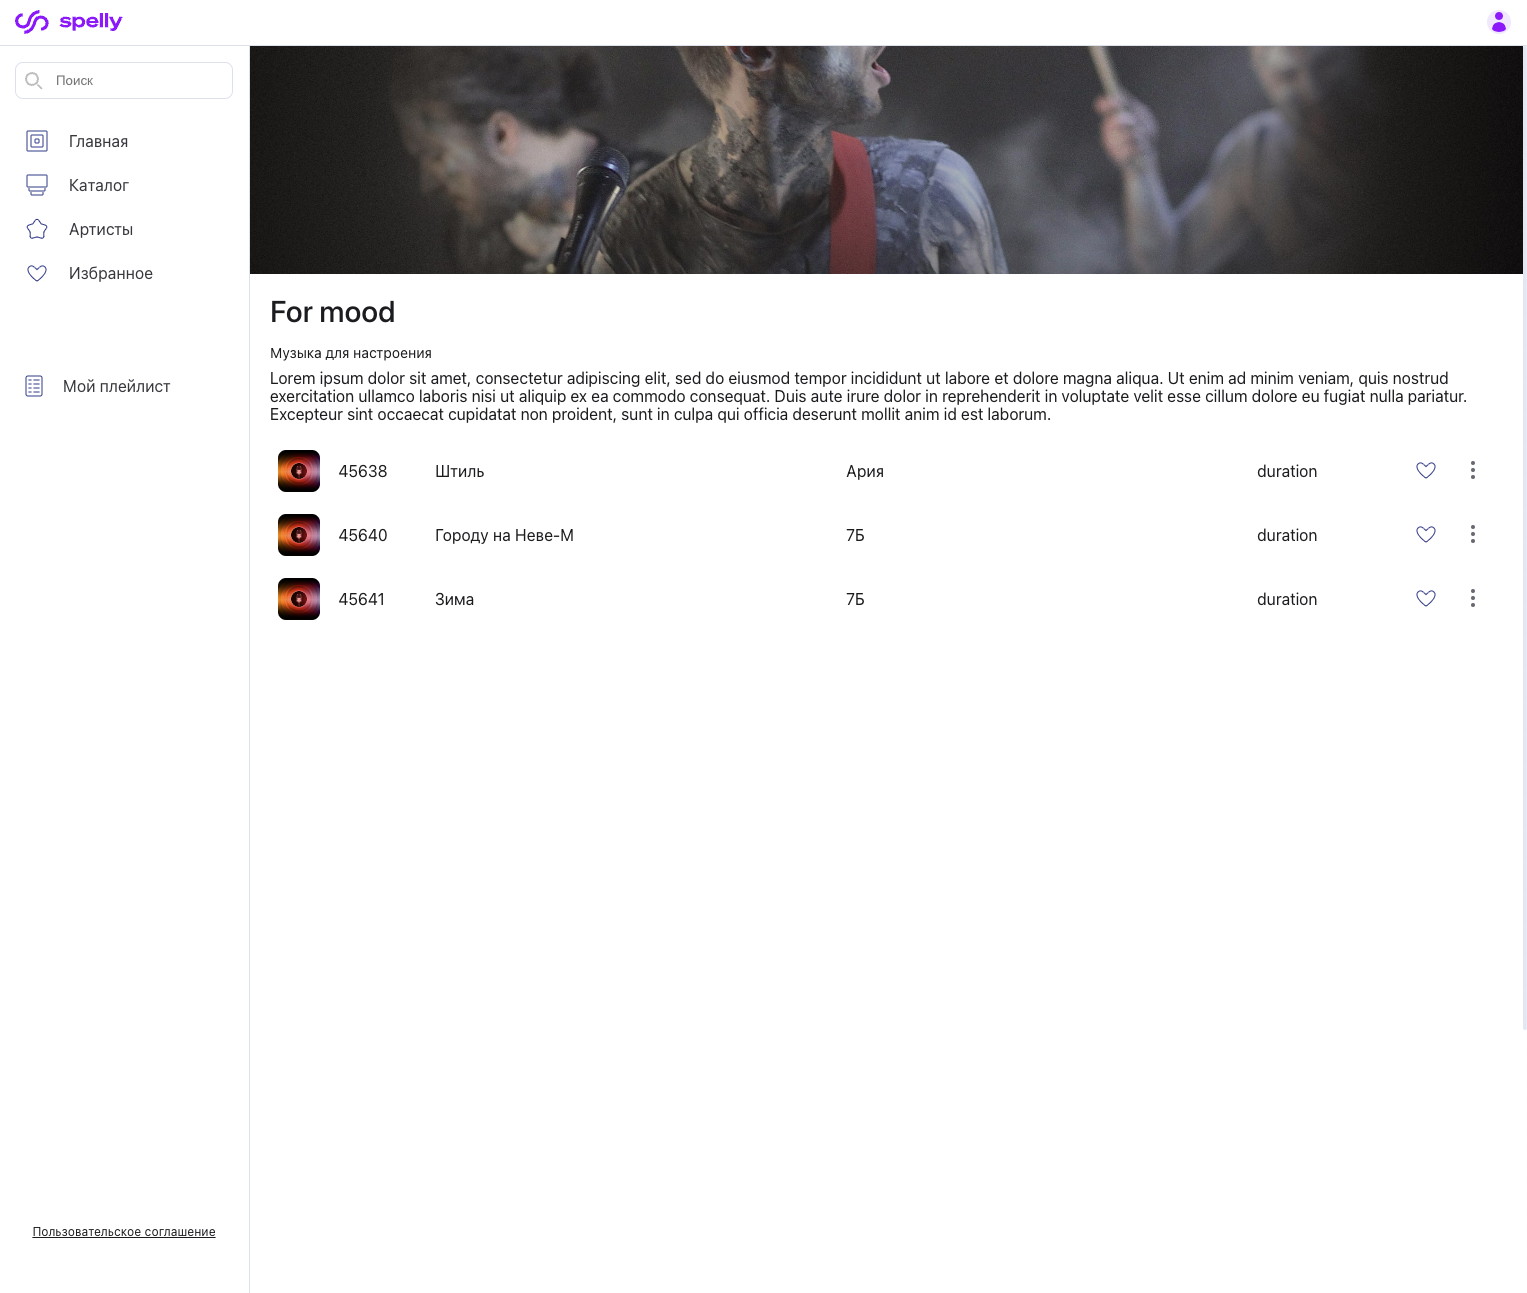 spelly
Поиск
Главная
Каталог
Артисты
Избранное
Мой плейлист
Пользовательское соглашение
For mood
Музыка для настроения
Lorem ipsum dolor sit amet, consectetur adipiscing elit, sed do eiusmod tempor incididunt ut labore et dolore magna aliqua. Ut enim ad minim veniam, quis nostrud
exercitation ullamco laboris nisi ut aliquip ex ea commodo consequat. Duis aute irure dolor in reprehenderit in voluptate velit esse cillum dolore eu fugiat nulla pariatur.
Excepteur sint occaecat cupidatat non proident, sunt in culpa qui officia deserunt mollit anim id est laborum.
45638 Штиль Ария duration
45640 Городу на Неве-М 7Б duration
45641 Зима 7Б duration